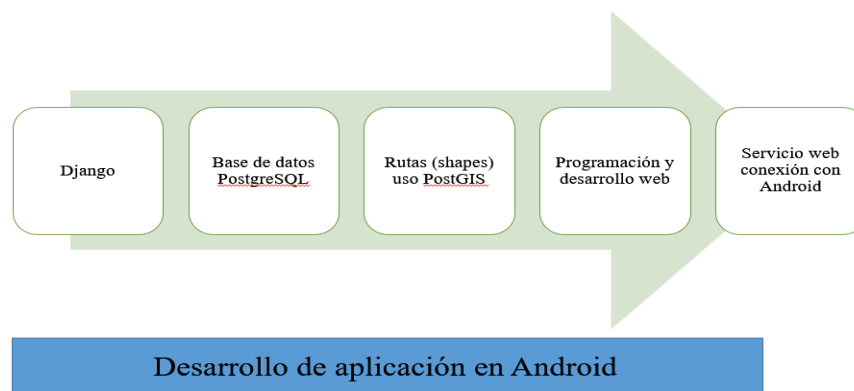 Django
Base de datos
PostgreSQL
Rutas (shapes)
uso PostGIS
Programación y
desarrollo web
Servicio web
conexión con
Android
Desarrollo de aplicación en Android